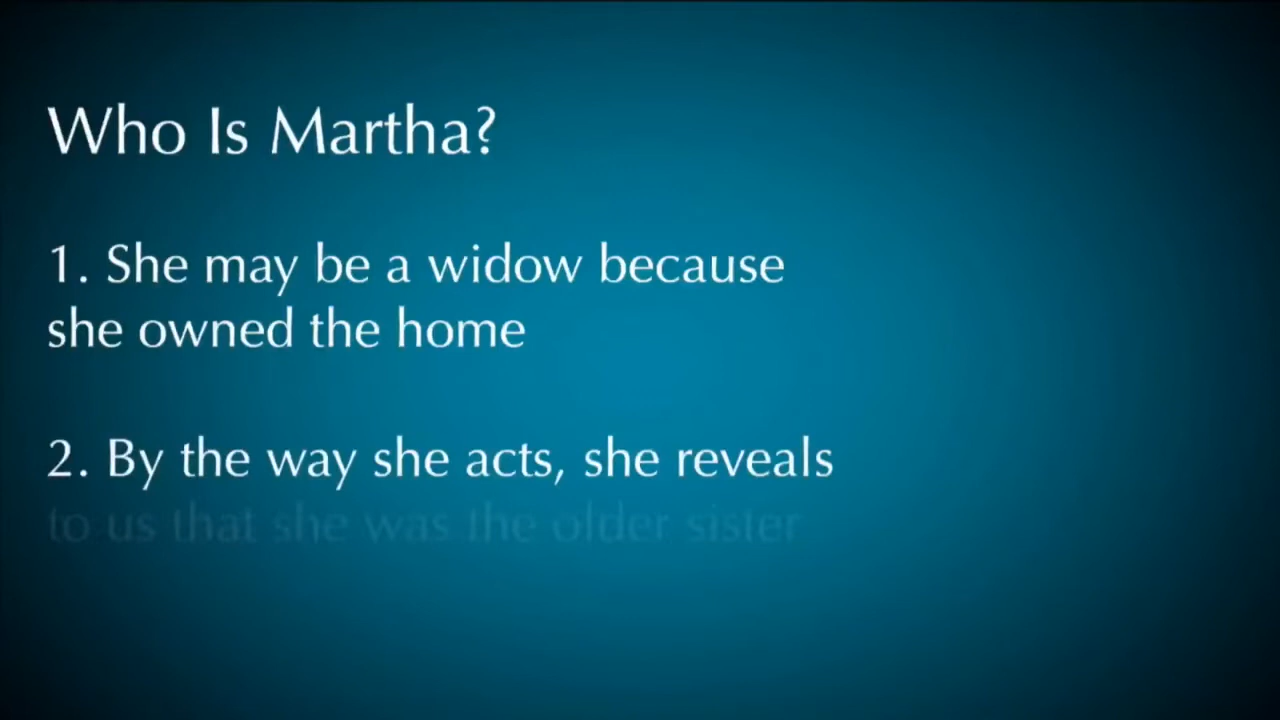 Who Is Martha?
1. She may be a widow because
she owned the home
2. By the way she acts, she reveals
to us that she was the older sister